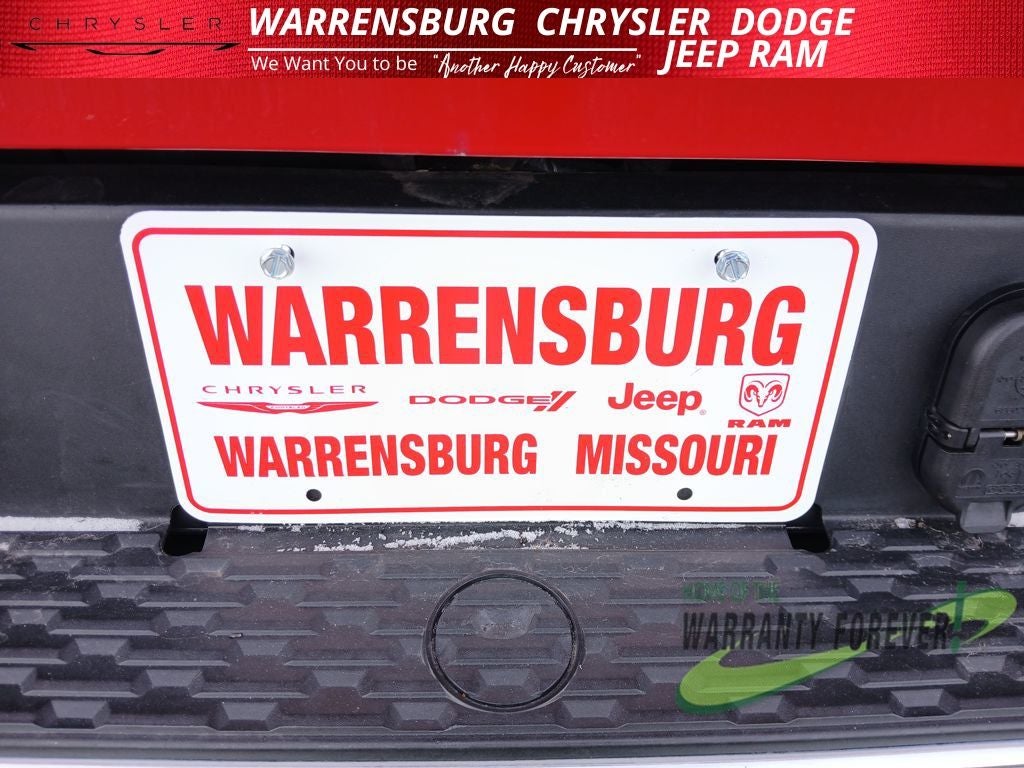 CHRYSLER
WARRENSBURG CHRYSLER DODGE
JEEP RAM
We Want You to be "Another Happy Customer"
WARRENSBURG
CHRYSLER DODGE Jeep RAM
WARRENSBURG MISSOURI
HOME OF THE
WARRANTY FOREVER!